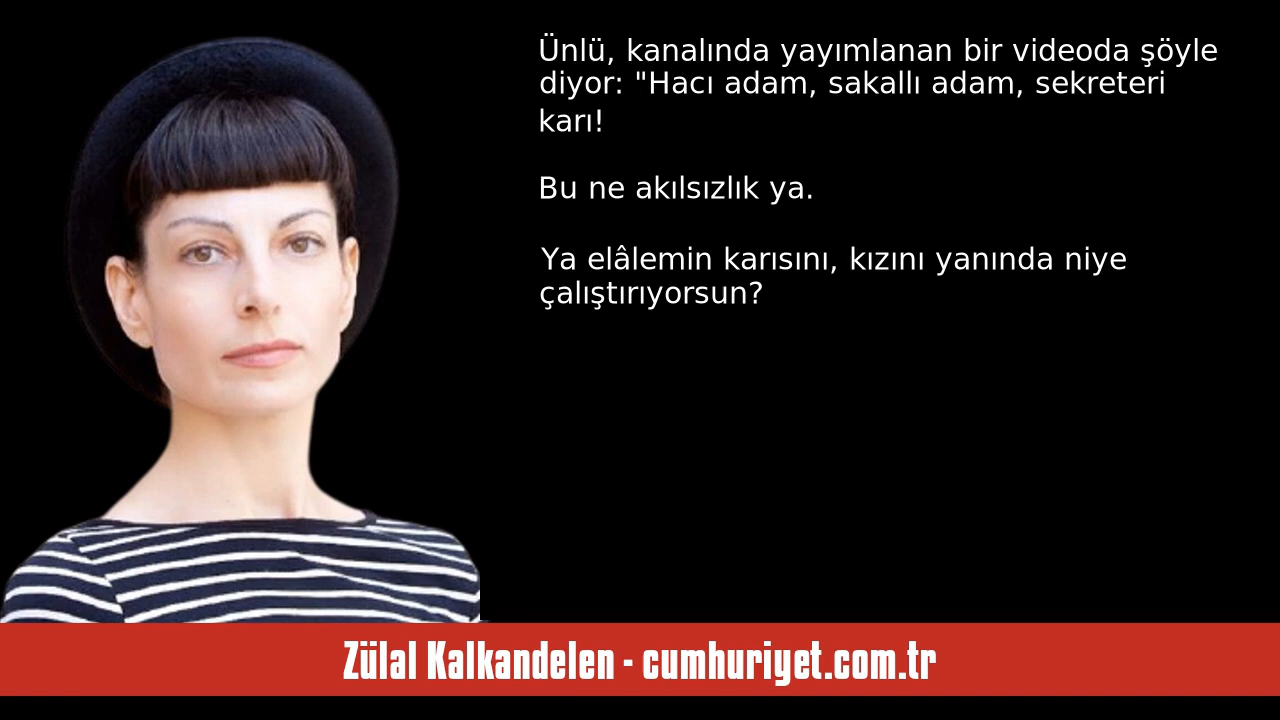 Ünlü, kanalında yayımlanan bir videoda şöyle
diyor: "Hacı adam, sakallı adam, sekreteri
karı!
Bu ne akılsızlık ya.
Ya elâlemin karısını, kızını yanında niye
çalıştırıyorsun?
Zülal Kalkandelen - cumhuriyet.com.tr